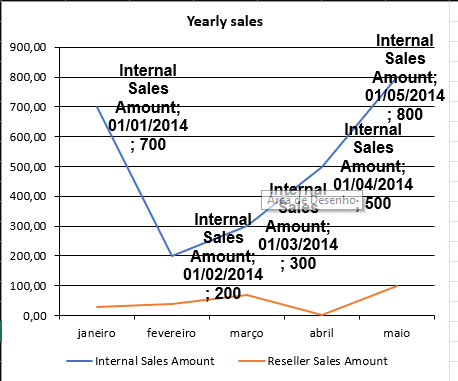 Yearly sales
900,00
800,00
700,00
600,00
500,00
400,00
300,00
200,00
100,00
0,00
Internal
Sales
Amount;
01/01/2014
; 700
Internal
Sales
Amount;
01/02/2014
; 200
Internal
Sales
Amount;
01/03/2014
; 300
Internal
Sales
Amount;
01/04/2014
; 500
Internal
Sales
Amount;
01/05/2014
; 800
Área de Desenho
janeiro
fevereiro
março
abril
maio
Internal Sales Amount
Reseller Sales Amount